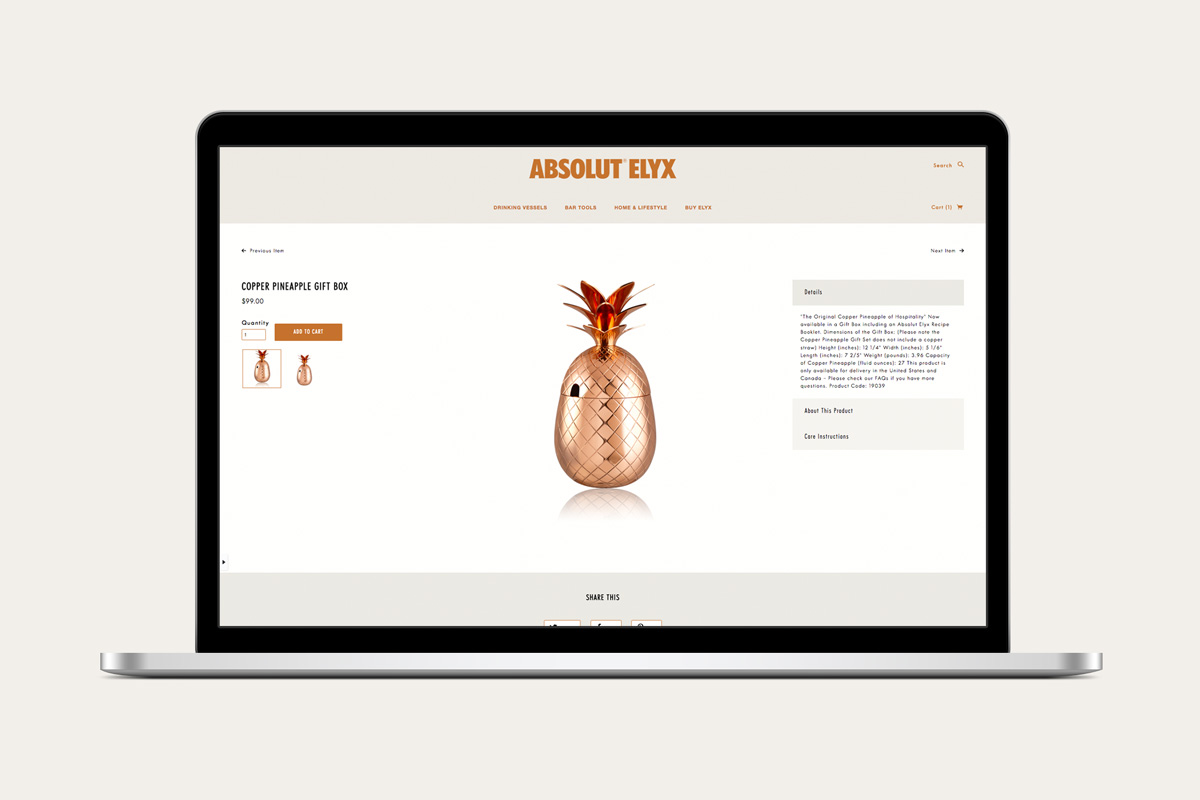 ABSOLUT ELYX
Search
DRINKING VESSELS BAR TOOLS HOME & LIFESTYLE BUY ELYX
Cart (1)
Previous Item
Next Item
COPPER PINEAPPLE GIFT BOX
$99.00
Quantity
1
ADD TO CART
Details
"The Original Copper Pineapple of Hospitality" Now
available in a Gift Box including an Absolut Elyx Recipe
Booklet. Dimensions of the Gift Box: (Please note the
Copper Pineapple Gift Set does not include a copper
straw) Height (inches): 12 1/4" Width (inches): 5 1/6"
Length (inches): 7 2/5" Weight (pounds): 3.96 Capacity
of Copper Pineapple (fluid ounces): 27 This product is
only available for delivery in the United States and
Canada - Please check our FAQs if you have more
questions. Product Code: 19039
About This Product
Care Instructions
SHARE THIS